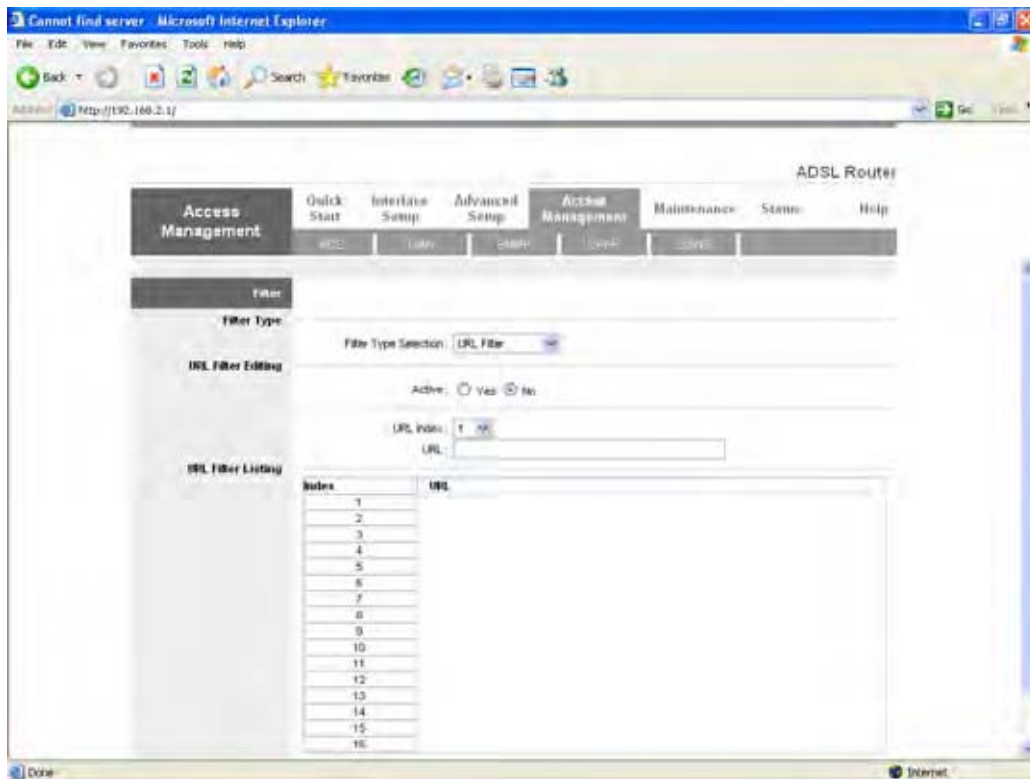 Cannot find server - Microsoft Internet Explorer
File Edit View Favorites Tools Help
Back Search Favorites
Address http://192.168.2.1/ Go Links
ADSL Router
Access Management
Quick Start Interface Setup Advanced Setup Access Management Maintenance Status Help
Filter
Filter Type
Filter Type Selection : URL Filter
URL Filter Editing
Active : Yes No
URL Index : 1
URL :
URL Filter Listing
Index URL
1
2
3
4
5
6
7
8
9
10
11
12
13
14
15
16
Done Internet